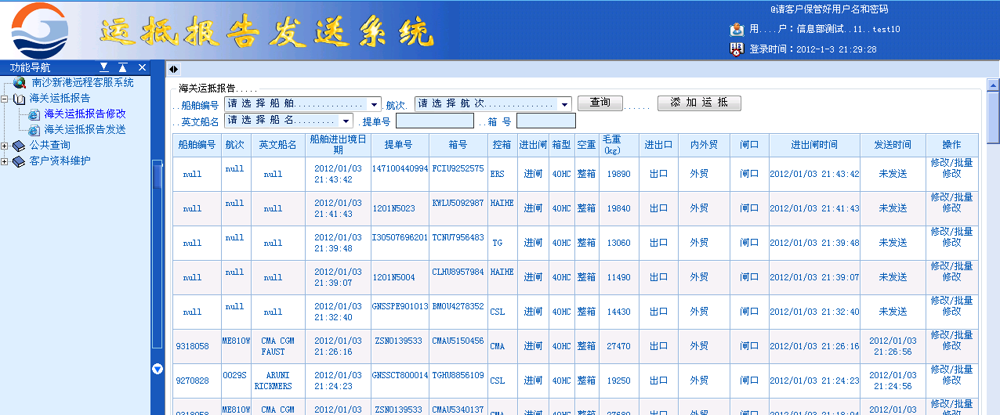 运抵报告发送系统
@请客户保管好用户名和密码
用....户：信息部测试..11..test10
登录时间：2012-1-3 21:29:28
功能导航
南沙新港远程客服系统
海关运抵报告
海关运抵报告修改
海关运抵报告发送
公共查询
客户资料维护
海关运抵报告.....
..船舶编号 请 选 择 船 舶............... 航次. 请 选 择 航 次.............. 查询 ...... 添 加 运 抵
..英文船名 请 选 择 船 名......... .提单号 ..箱 号
船舶编号 航次 英文船名 船舶进出境日期 提单号 箱号 控箱 进出闸 箱型 空重 毛重(kg) 进出口 内外贸 闸口 进出闸时间 发送时间 操作
null null null 2012/01/03 21:43:42 147100440994 FCIU9252575 ERS 进闸 40HC 整箱 19890 出口 外贸 闸口 2012/01/03 21:43:42 未发送 修改/批量修改
null null null 2012/01/03 21:41:43 1201N5023 KWLU5092987 HAIHE 进闸 40HC 整箱 19840 出口 外贸 闸口 2012/01/03 21:41:43 未发送 修改/批量修改
null null null 2012/01/03 21:39:48 I30507696201 TCNU7956483 TG 进闸 40HC 整箱 13060 出口 外贸 闸口 2012/01/03 21:39:48 未发送 修改/批量修改
null null null 2012/01/03 21:39:07 1201N5004 CLHU8957984 HAIHE 进闸 40HC 整箱 11490 出口 外贸 闸口 2012/01/03 21:39:07 未发送 修改/批量修改
null null null 2012/01/03 21:32:40 GNSSPE901013 BMOU4278352 CSL 进闸 40HC 整箱 14430 出口 外贸 闸口 2012/01/03 21:32:40 未发送 修改/批量修改
9318058 ME810W CMA CGM FAUST 2012/01/03 21:26:16 ZSN0139533 CMAU5150456 CMA 进闸 40HC 整箱 27470 出口 外贸 闸口 2012/01/03 21:26:16 2012/01/03 21:26:56 修改/批量修改
9270828 0029S ARUNI RICKMERS 2012/01/03 21:24:23 GNSSCT800014 TGHU8856109 CSL 进闸 40HC 整箱 19250 出口 外贸 闸口 2012/01/03 21:24:23 2012/01/03 21:24:56 修改/批量修改
ME810W CMA CGM 2012/01/03 ZSN0139533 CMAU5340137 2012/01/03 修改/批量